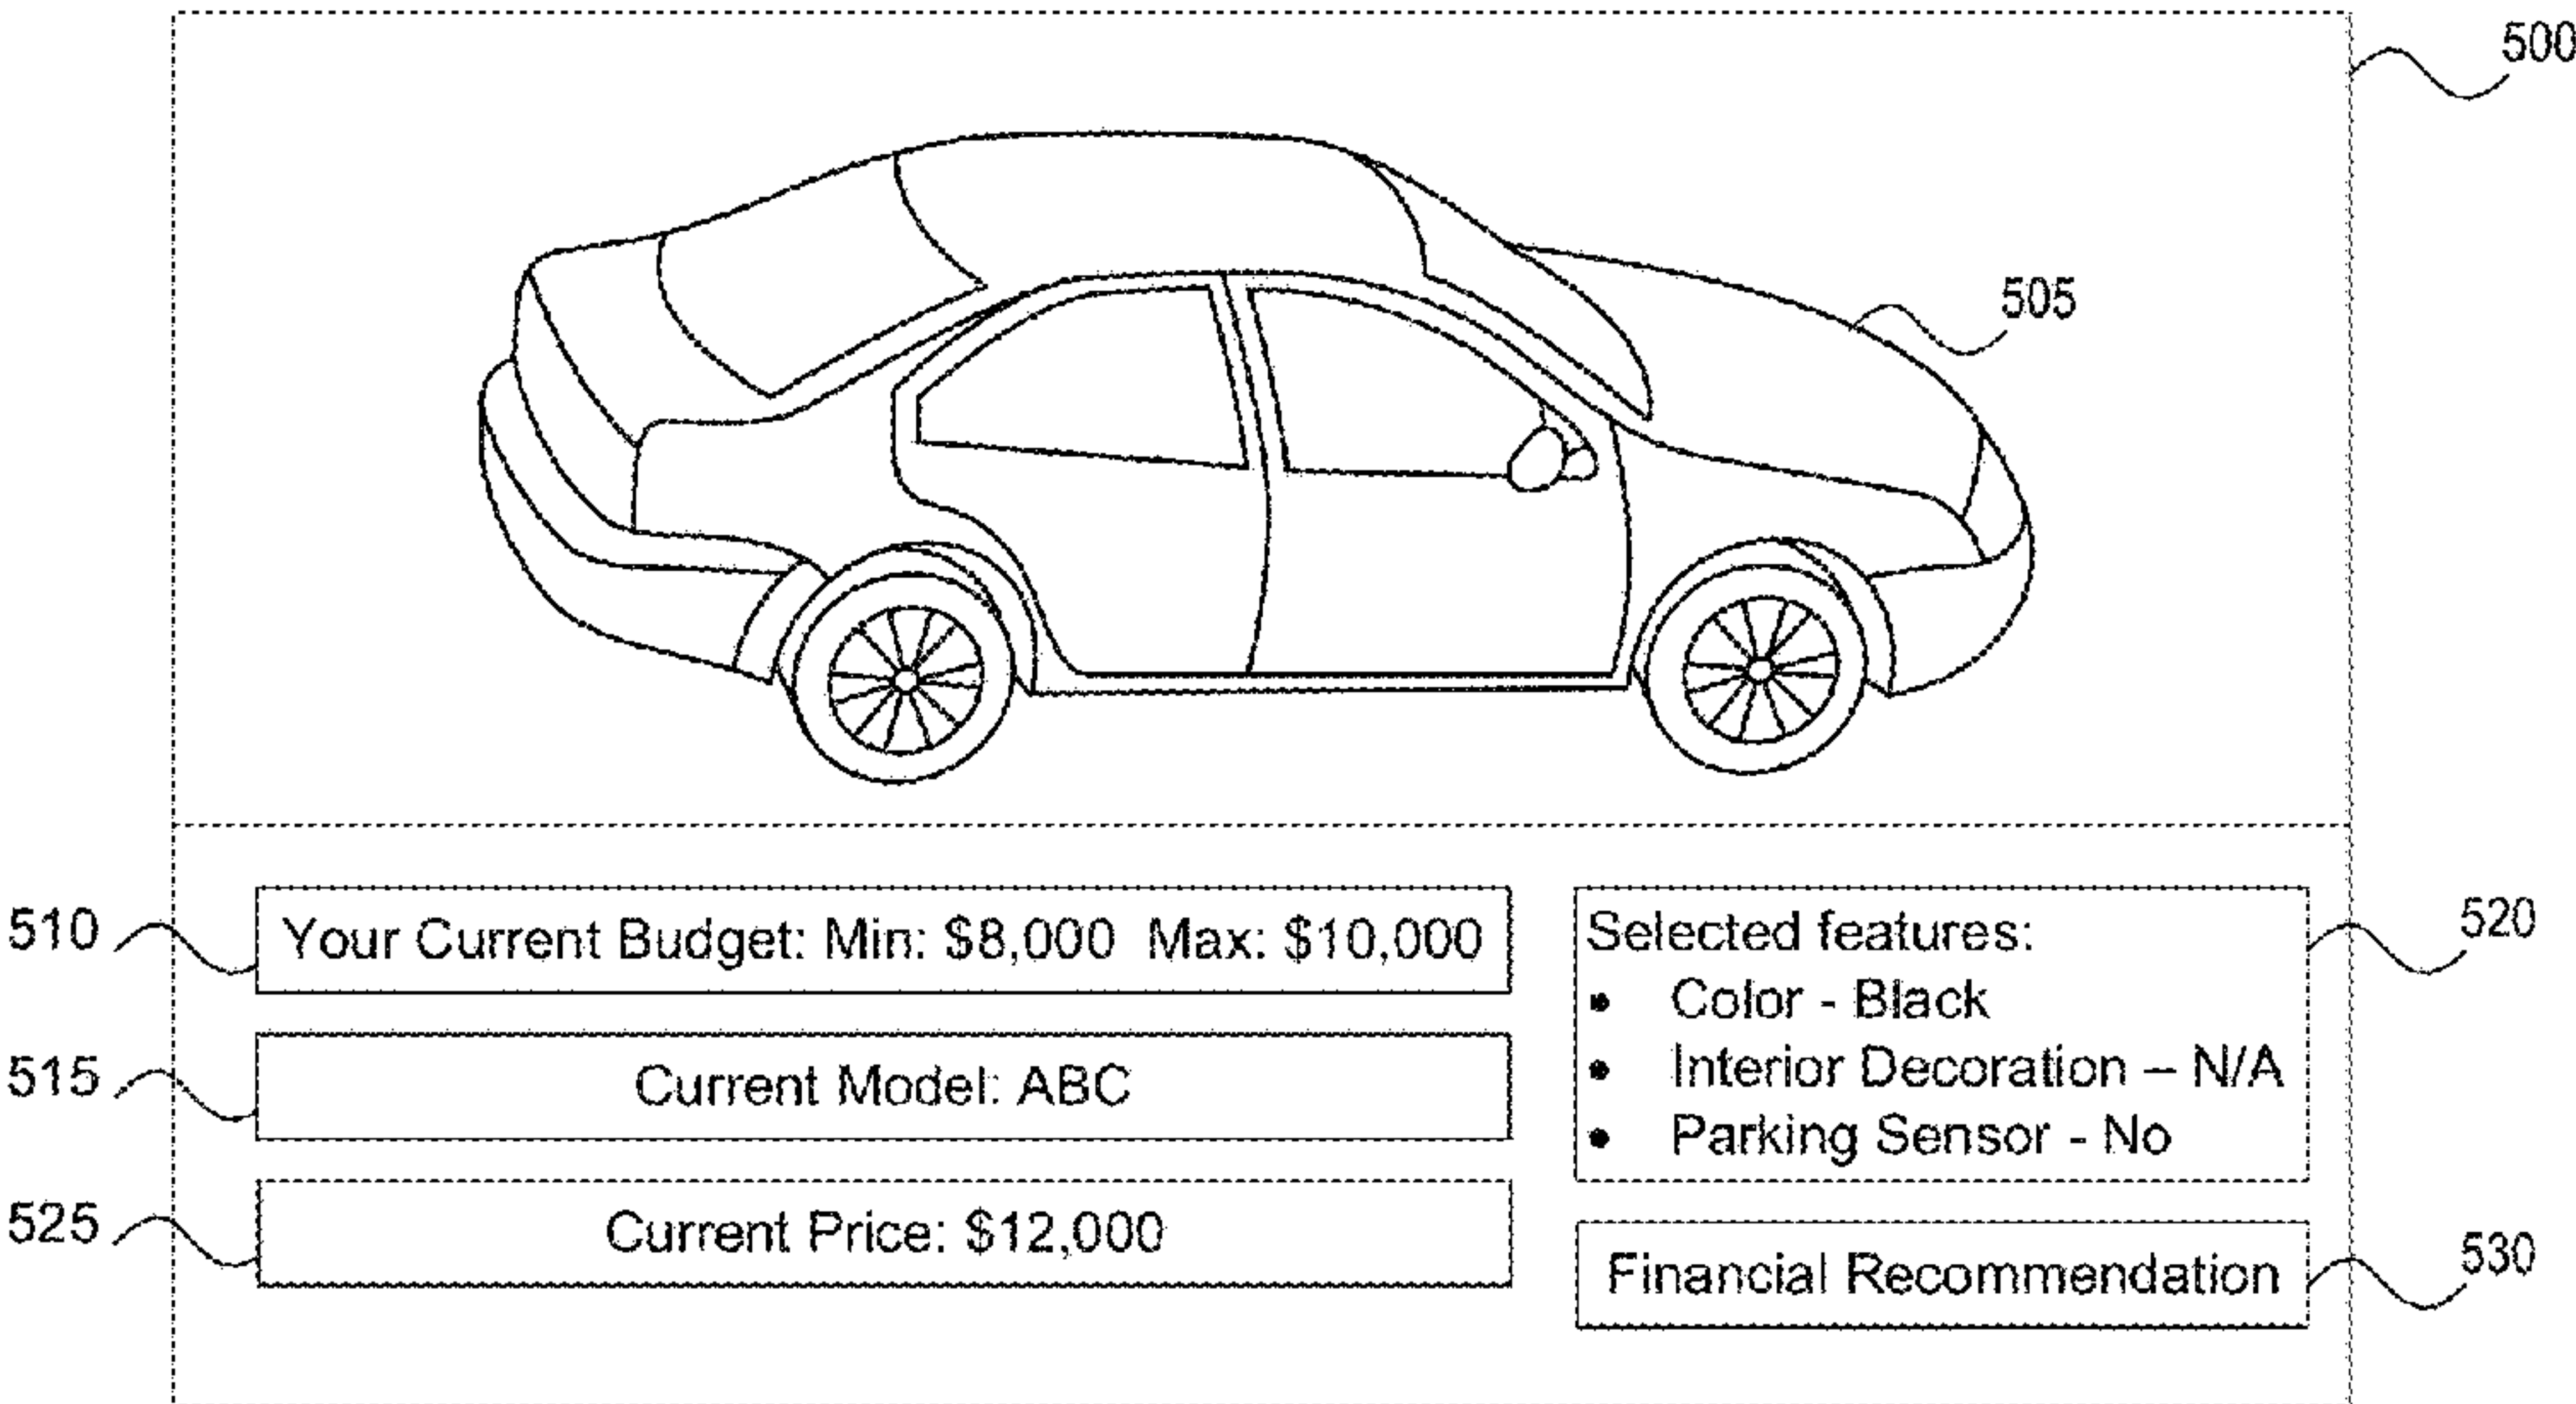 500
505
510
Your Current Budget: Min: $8,000 Max: $10,000
515
Current Model: ABC
525
Current Price: $12,000
Selected features:
• Color - Black
• Interior Decoration – N/A
• Parking Sensor - No
520
Financial Recommendation
530